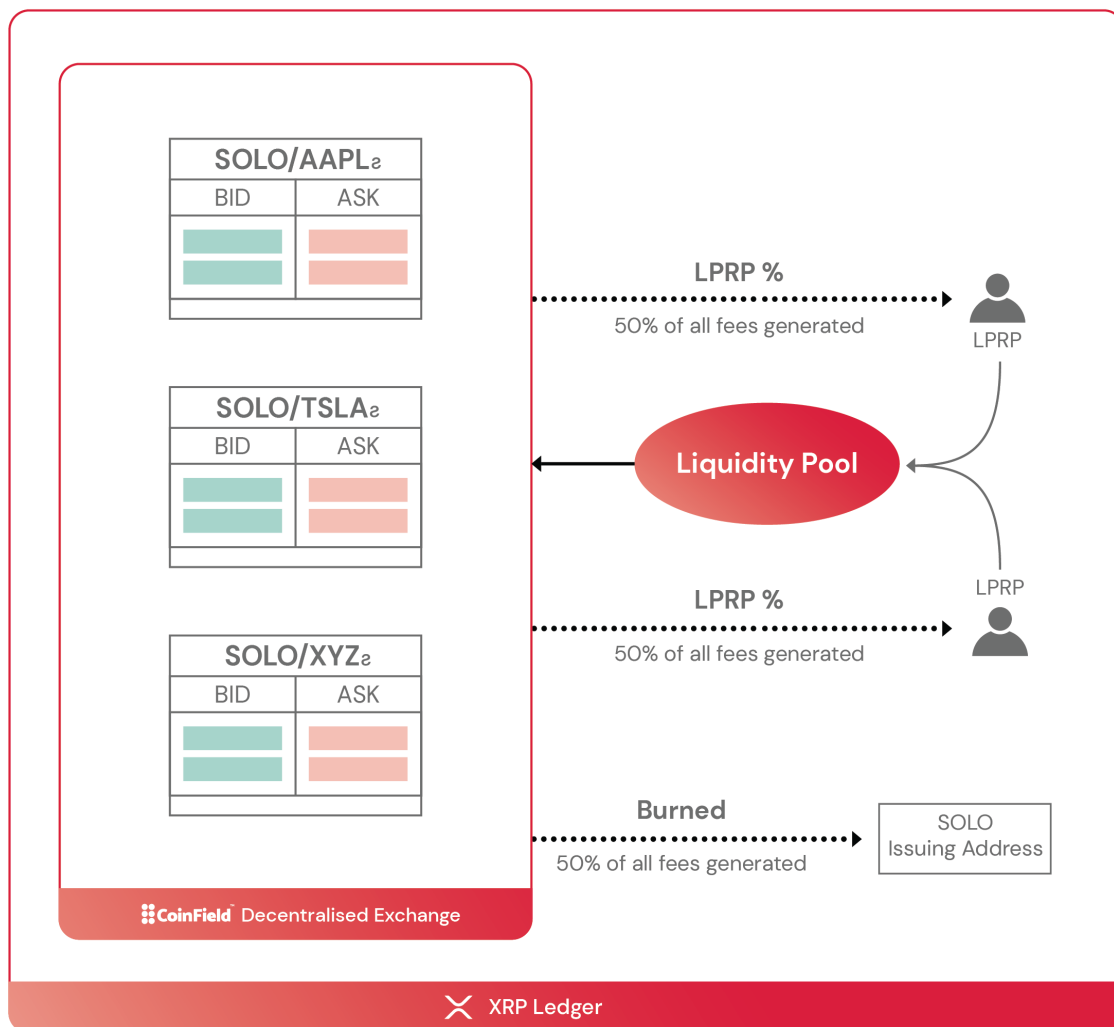 SOLO/AAPLƨ
BID ASK
SOLO/TSLAƨ
BID ASK
SOLO/XYZƨ
BID ASK
CoinField™ Decentralised Exchange
LPRP %
50% of all fees generated
LPRP
Liquidity Pool
LPRP
LPRP %
50% of all fees generated
Burned
50% of all fees generated
SOLO
Issuing Address
XRP Ledger